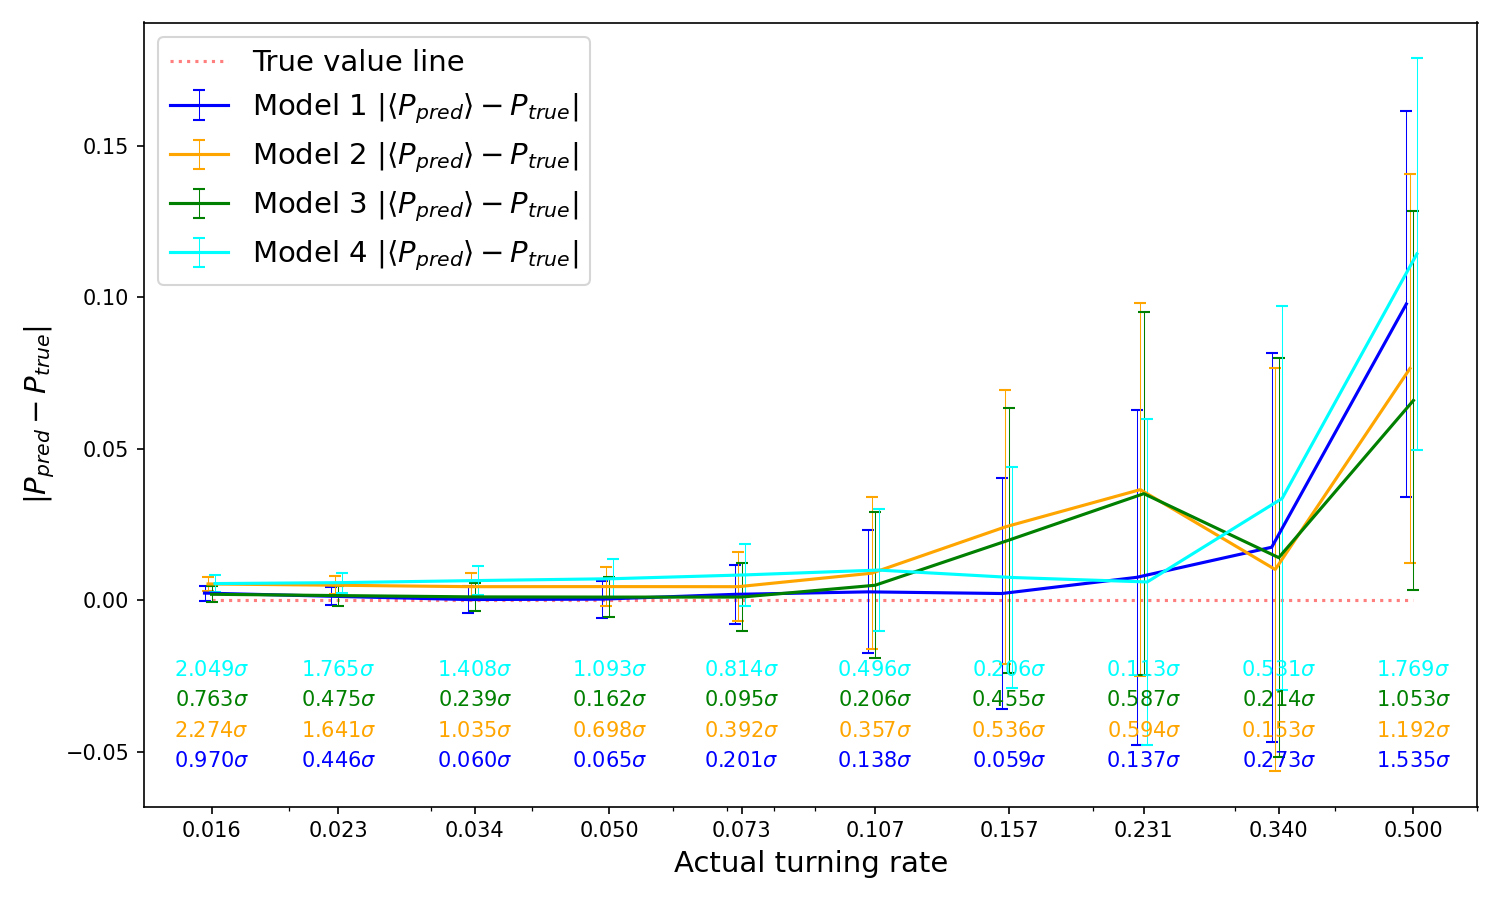 True value line
Model 1 |⟨P_pred⟩ − P_true|
Model 2 |⟨P_pred⟩ − P_true|
Model 3 |⟨P_pred⟩ − P_true|
Model 4 |⟨P_pred⟩ − P_true|
|P_pred − P_true|
0.15
0.10
0.05
0.00
−0.05
2.049σ 1.765σ 1.408σ 1.093σ 0.814σ 0.496σ 0.206σ 0.113σ 0.531σ 1.769σ
0.763σ 0.475σ 0.239σ 0.162σ 0.095σ 0.206σ 0.455σ 0.587σ 0.214σ 1.053σ
2.274σ 1.641σ 1.035σ 0.698σ 0.392σ 0.357σ 0.536σ 0.594σ 0.153σ 1.192σ
0.970σ 0.446σ 0.060σ 0.065σ 0.201σ 0.138σ 0.059σ 0.137σ 0.273σ 1.535σ
0.016 0.023 0.034 0.050 0.073 0.107 0.157 0.231 0.340 0.500
Actual turning rate